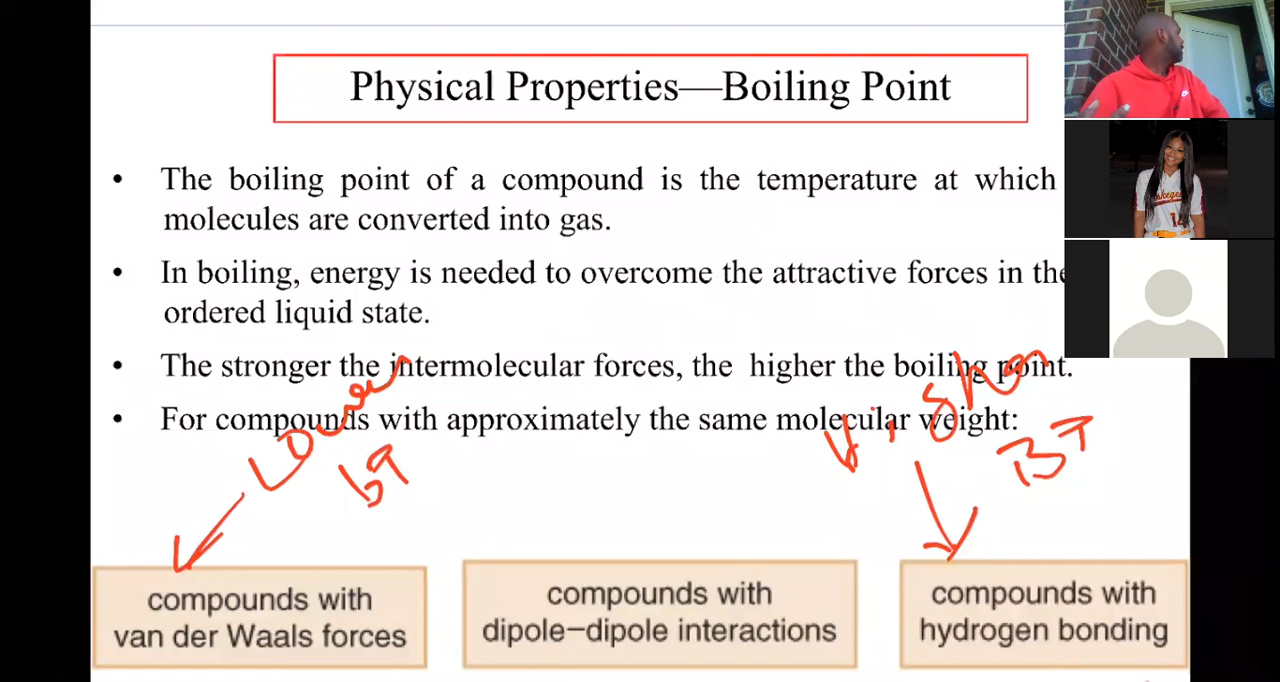 Physical Properties—Boiling Point
• The boiling point of a compound is the temperature at which
molecules are converted into gas.
• In boiling, energy is needed to overcome the attractive forces in the
ordered liquid state.
• The stronger the intermolecular forces, the higher the boiling point.
• For compounds with approximately the same molecular weight:
Lower
bP
BP
compounds with
van der Waals forces
compounds with
dipole–dipole interactions
compounds with
hydrogen bonding
14